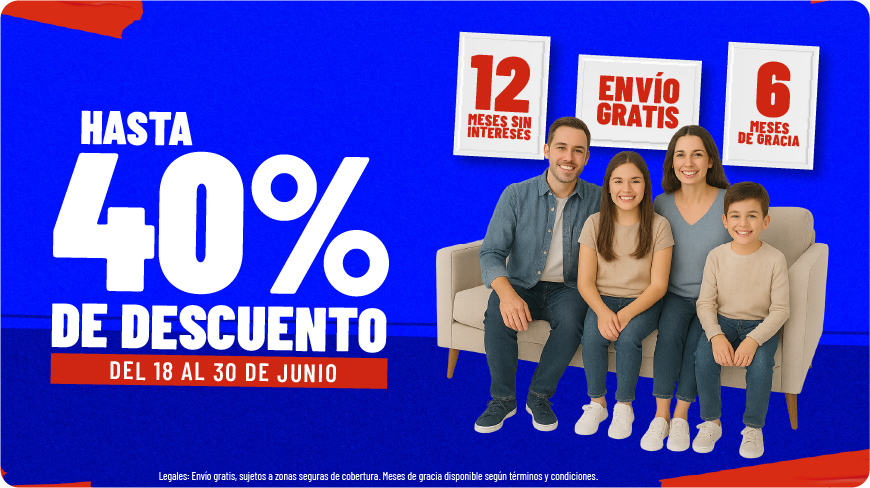 HASTA
40%
DE DESCUENTO
DEL 18 AL 30 DE JUNIO
12
MESES SIN
INTERESES
ENVÍO
GRATIS
6
MESES
DE GRACIA
Legales: Envío gratis, sujetos a zonas seguras de cobertura. Meses de gracia disponible según términos y condiciones.